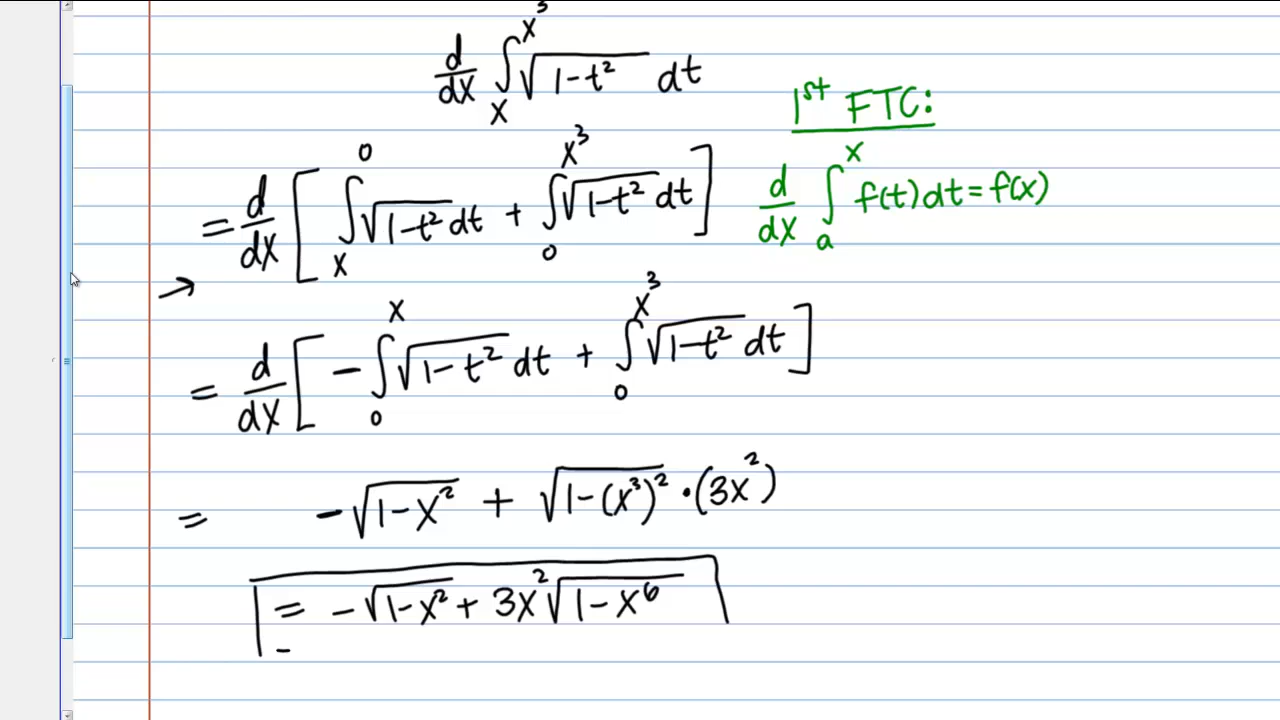 d/dx ∫_x^x³ √(1-t²) dt
1st FTC:
d/dx ∫_a^x f(t)dt = f(x)
= d/dx [ ∫_x^0 √(1-t²) dt + ∫_0^x³ √(1-t²) dt ]
→
= d/dx [ - ∫_0^x √(1-t²) dt + ∫_0^x³ √(1-t²) dt ]
= -√(1-x²) + √(1-(x³)²) · (3x²)
= -√(1-x²) + 3x² √(1-x⁶)